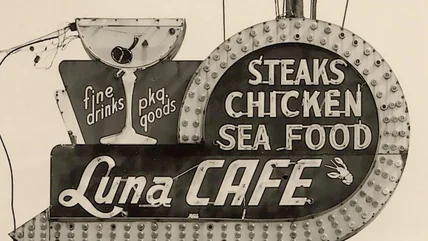 fine
drinks
pkg.
goods
STEAKS
CHICKEN
SEA FOOD
Luna CAFE